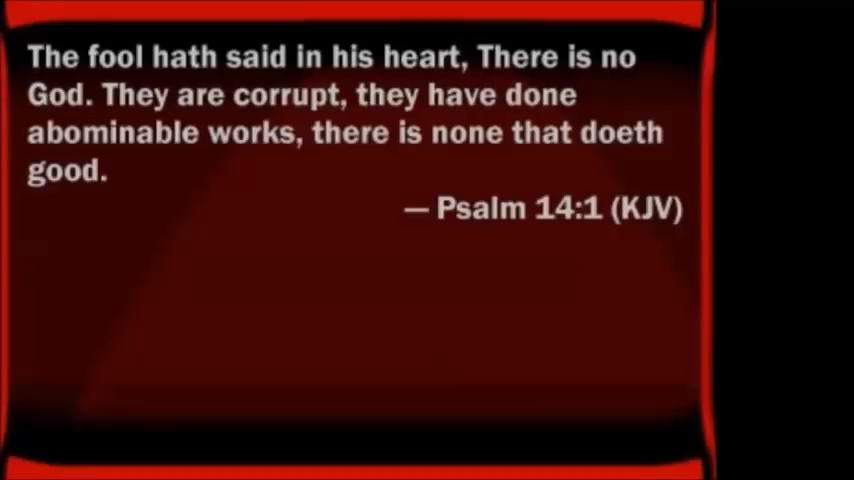 The fool hath said in his heart, There is no
God. They are corrupt, they have done
abominable works, there is none that doeth
good.
— Psalm 14:1 (KJV)